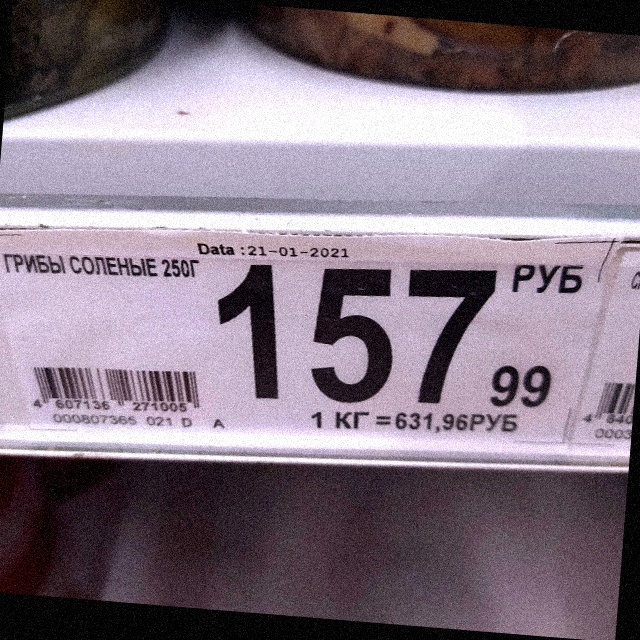 Data : 21-01-2021
ГРИБЫ СОЛЕНЫЕ 250Г
157 99 РУБ
4 607136 271005
000807365 021 D A
1 КГ = 631,96РУБ